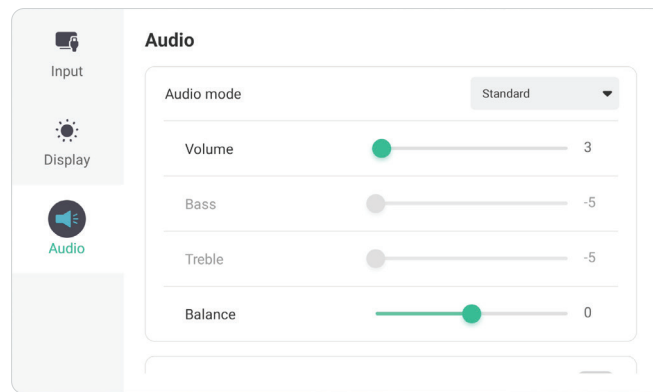 Input
Display
Audio
Audio
Audio mode Standard
Volume 3
Bass -5
Treble -5
Balance 0